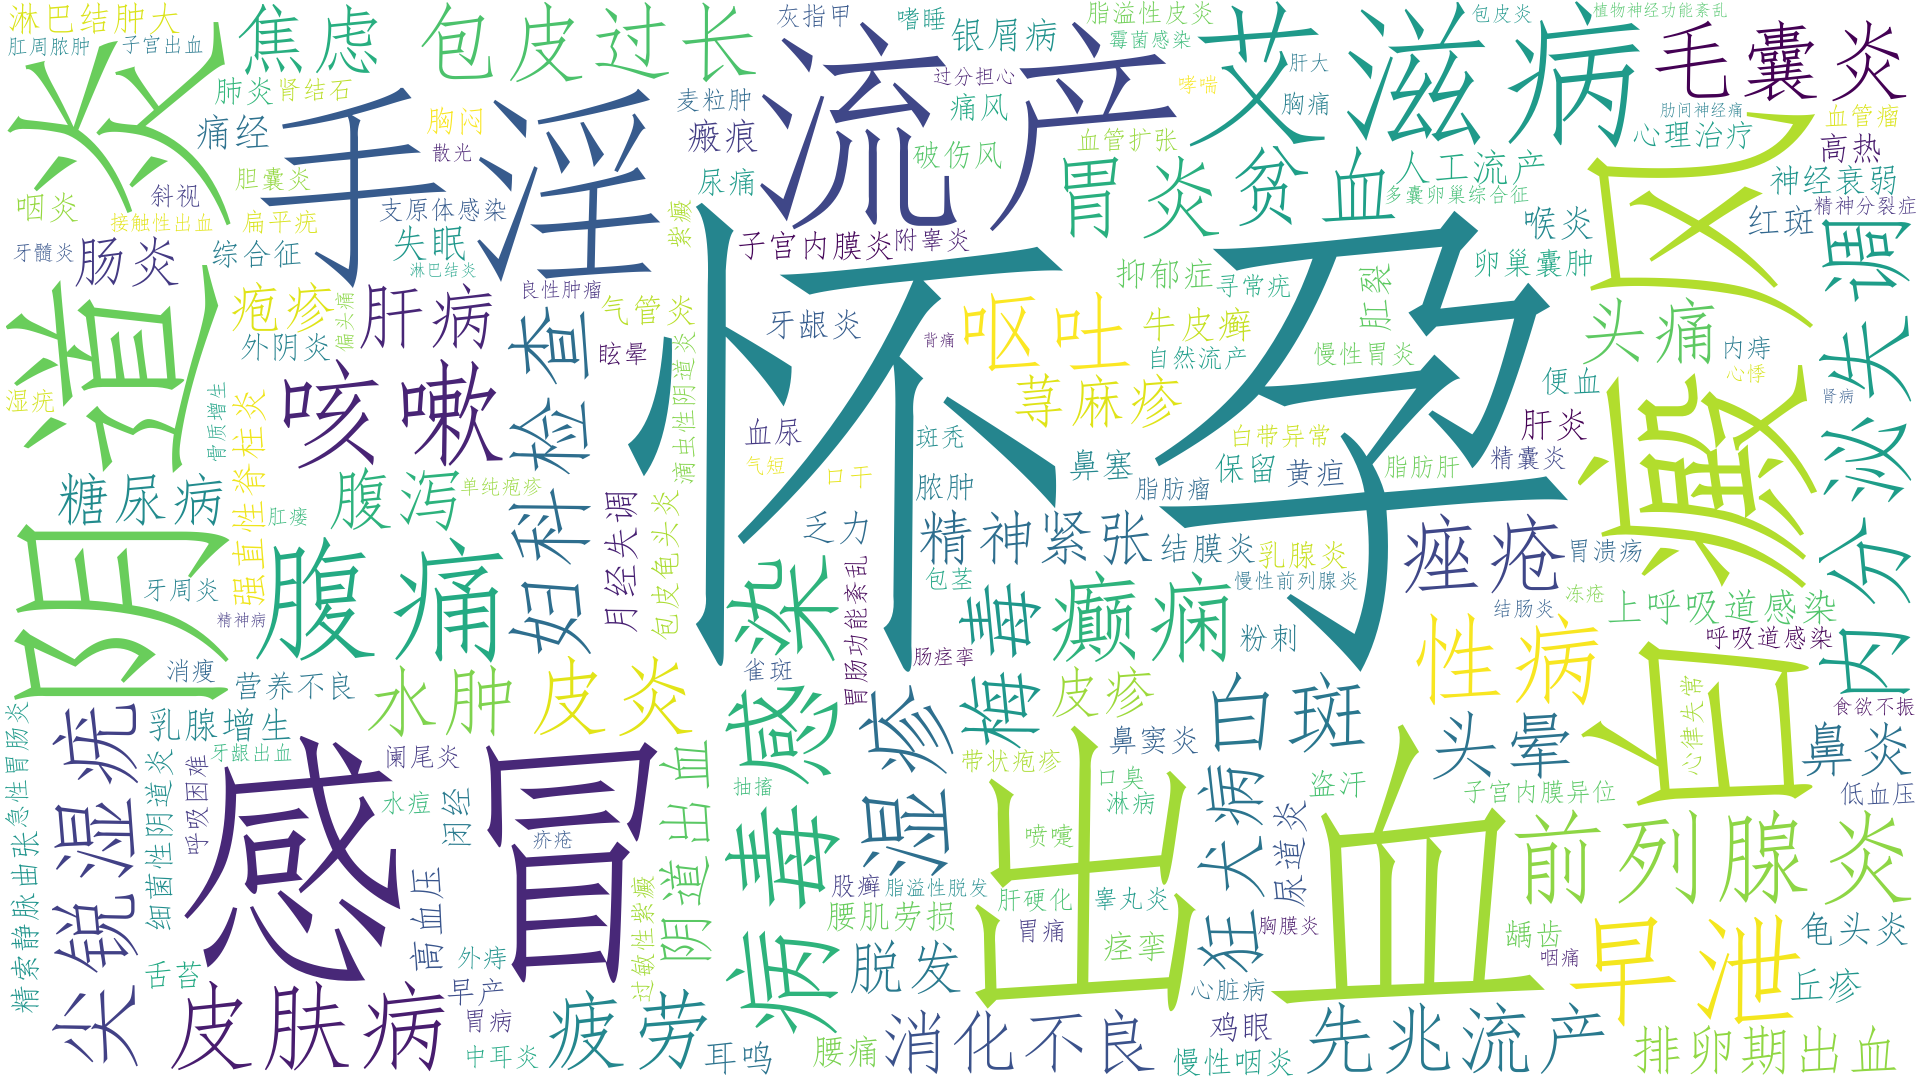 淋巴结肿大
肛周脓肿
子宫出血
焦虑
包皮过长
灰指甲
嗜睡
银屑病
脂溢性皮炎
霉菌感染
包皮炎
植物神经功能紊乱
艾滋病
毛囊炎
肺炎
肾结石
痛经
胸闷
散光
麦粒肿
瘢痕
尿痛
流产
过分担心
痛风
破伤风
血管扩张
哮喘
肝大
胸痛
肋间神经痛
心理治疗
血管瘤
高热
手淫
胆囊炎
咽炎
斜视
接触性出血
扁平疣
支原体感染
失眠
紫癜
胃炎
贫血
人工流产
多囊卵巢综合征
神经衰弱
精神分裂症
红斑
喉炎
牙髓炎
肠炎
综合征
淋巴结炎
子宫内膜炎
附睾炎
良性肿瘤
抑郁症
寻常疣
卵巢囊肿
内分泌失调
阴道炎
疱疹
肝病
外阴炎
偏头痛
气管炎
眩晕
牙龈炎
背痛
怀孕
呕吐
牛皮癣
自然流产
肛裂
慢性胃炎
头痛
内痔
心悸
便血
肾病
白癜风
湿疣
骨质增生
强直性脊柱炎
咳嗽
妇科检查
滴虫性阴道炎
血尿
气短
口干
斑秃
荨麻疹
鼻塞
白带异常
保留
黄疸
脂肪肝
肝炎
精囊炎
糖尿病
腹泻
单纯疱疹
肛瘘
月经失调
包皮龟头炎
脓肿
脂肪瘤
乏力
精神紧张
结膜炎
乳腺炎
痤疮
胃溃疡
牙周炎
精神病
腹痛
病毒感染
胃肠功能紊乱
包茎
慢性前列腺炎
冻疮
结肠炎
上呼吸道感染
呼吸道感染
梅毒
癫痫
粉刺
消瘦
营养不良
水肿
皮炎
雀斑
肠痉挛
皮疹
性病
食欲不振
心律失常
急性胃肠炎
尖锐湿疣
乳腺增生
牙龈出血
阑尾炎
阴道出血
抽搐
湿疹
鼻窦炎
带状疱疹
白斑
头晕
鼻炎
低血压
精索静脉曲张
细菌性阴道炎
呼吸困难
水痘
闭经
疥疮
感冒
喷嚏
口臭
淋病
狂犬病
盗汗
尿道炎
子宫内膜异位
前列腺炎
高血压
过敏性紫癜
股癣
脂溢性脱发
腰肌劳损
肝硬化
睾丸炎
胃痛
痉挛
胸膜炎
出血
龋齿
咽痛
早泄
龟头炎
丘疹
舌苔
皮肤病
外痔
早产
胃病
中耳炎
疲劳
耳鸣
脱发
腰痛
消化不良
心脏病
鸡眼
慢性咽炎
先兆流产
排卵期出血